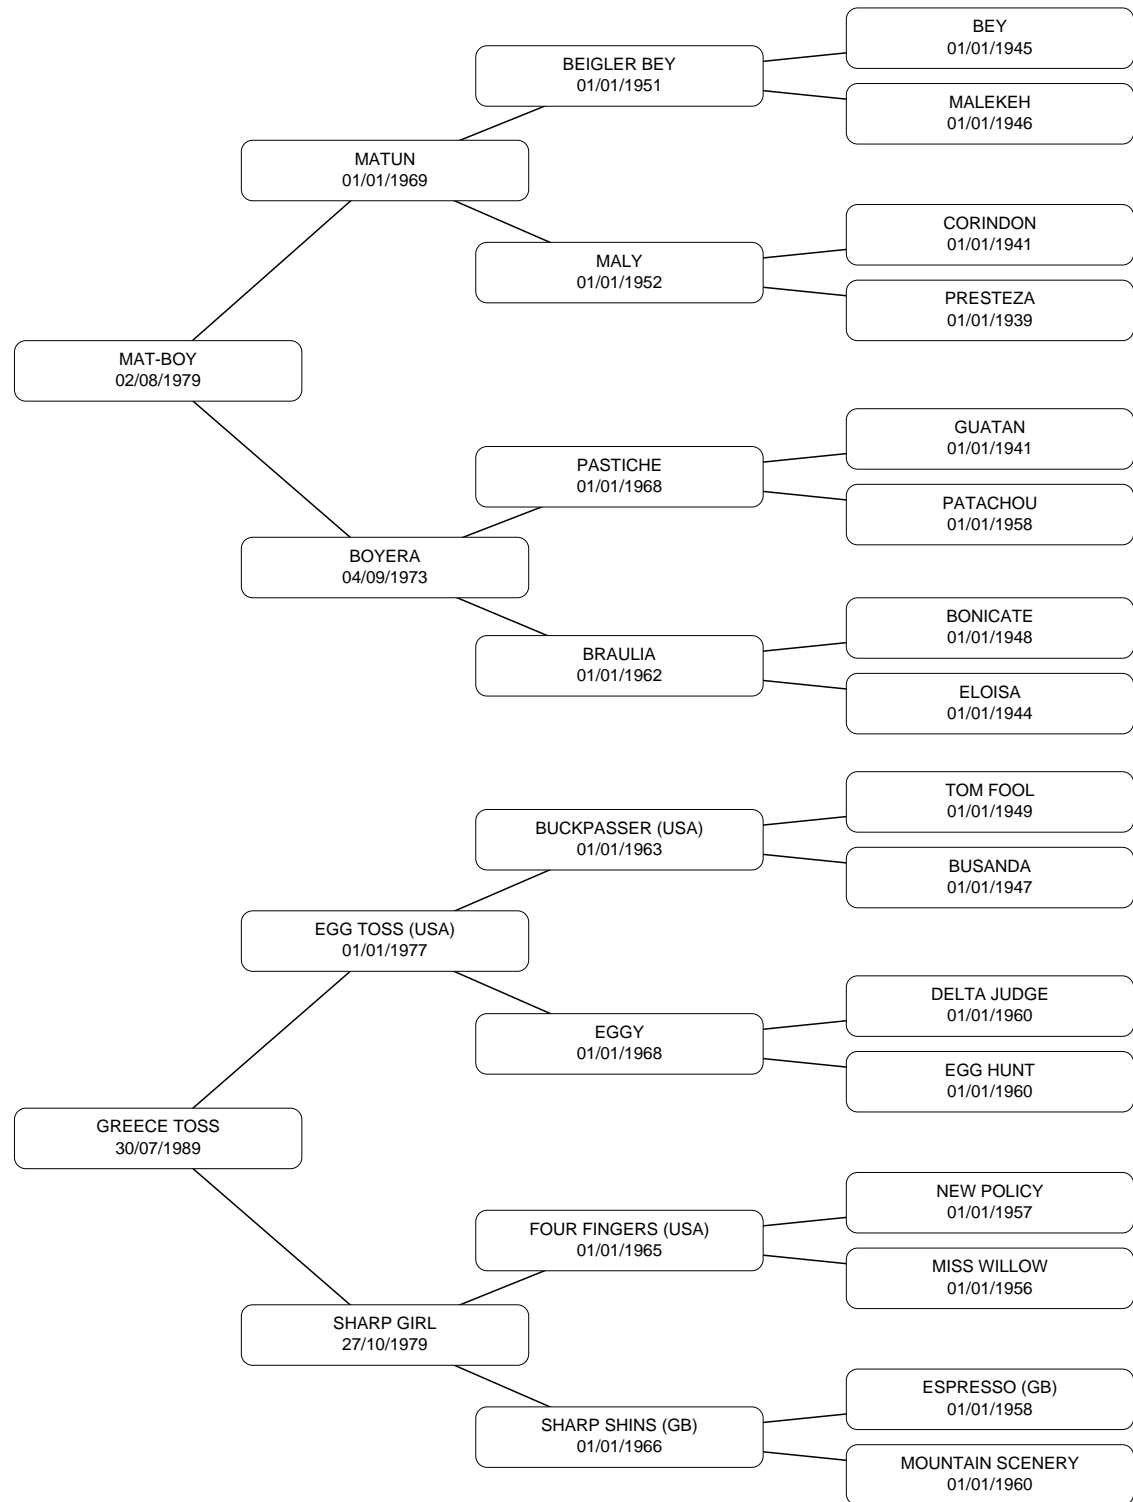 BEY
01/01/1945
BEIGLER BEY
01/01/1951
MALEKEH
01/01/1946
MATUN
01/01/1969
CORINDON
01/01/1941
MALY
01/01/1952
PRESTEZA
01/01/1939
MAT-BOY
02/08/1979
GUATAN
01/01/1941
PASTICHE
01/01/1968
PATACHOU
01/01/1958
BOYERA
04/09/1973
BONICATE
01/01/1948
BRAULIA
01/01/1962
ELOISA
01/01/1944
TOM FOOL
01/01/1949
BUCKPASSER (USA)
01/01/1963
BUSANDA
01/01/1947
EGG TOSS (USA)
01/01/1977
DELTA JUDGE
01/01/1960
EGGY
01/01/1968
EGG HUNT
01/01/1960
GREECE TOSS
30/07/1989
NEW POLICY
01/01/1957
FOUR FINGERS (USA)
01/01/1965
MISS WILLOW
01/01/1956
SHARP GIRL
27/10/1979
ESPRESSO (GB)
01/01/1958
SHARP SHINS (GB)
01/01/1966
MOUNTAIN SCENERY
01/01/1960